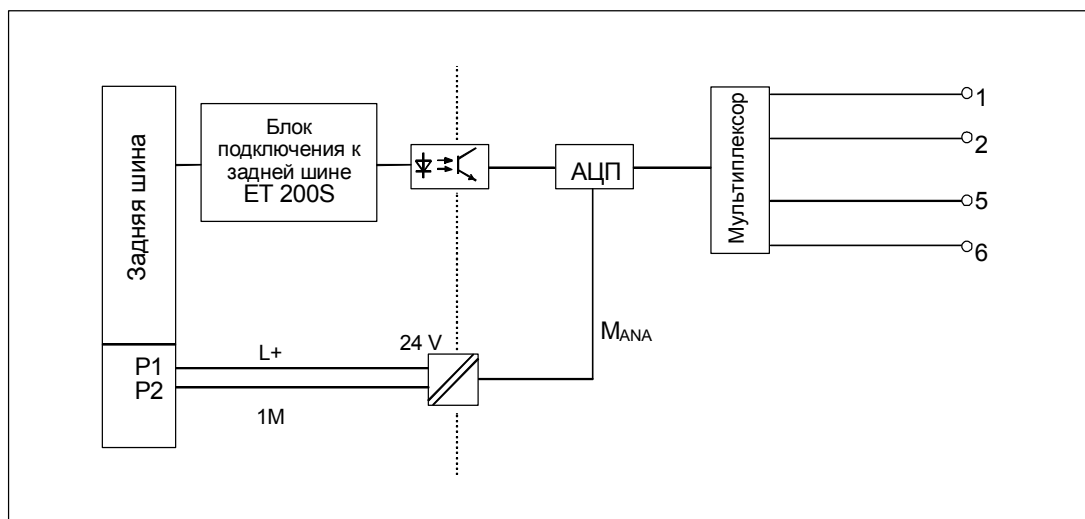 Задняя шина
Блок
подключения к
задней шине
ET 200S
АЦП
Мультиплексор
1
2
5
6
P1
P2
L+
1M
24 V
MANA